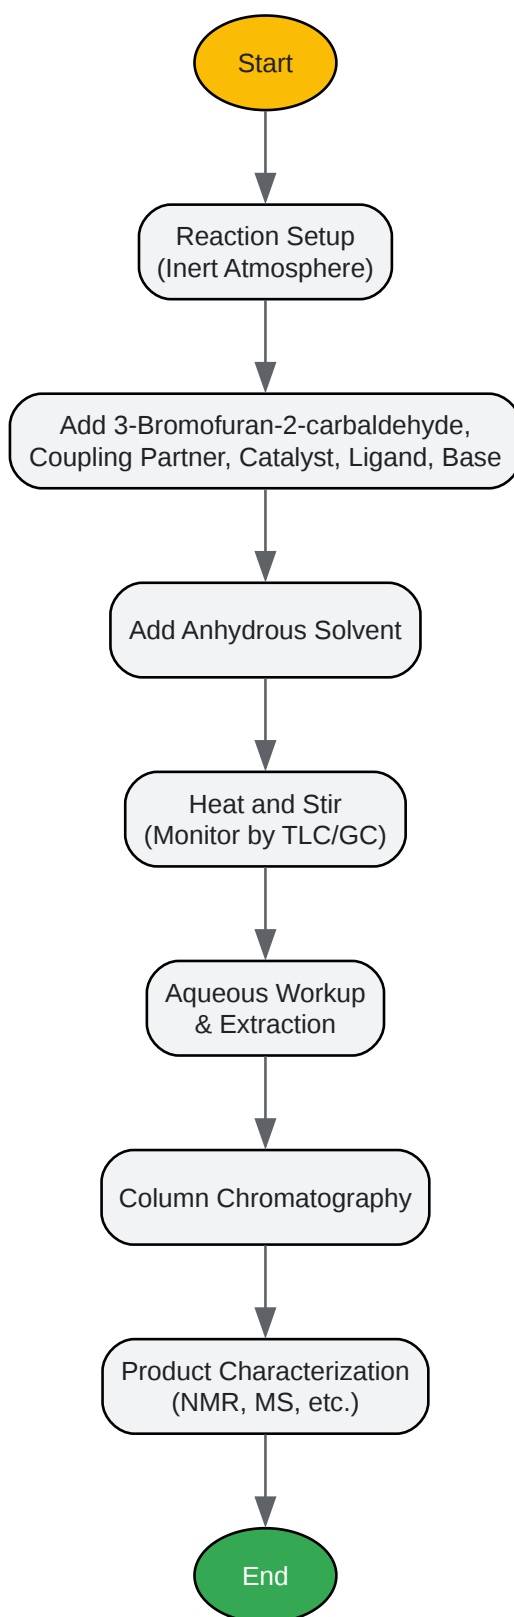 Start
Reaction Setup
(Inert Atmosphere)
Add 3-Bromofuran-2-carbaldehyde,
Coupling Partner, Catalyst, Ligand, Base
Add Anhydrous Solvent
Heat and Stir
(Monitor by TLC/GC)
Aqueous Workup
& Extraction
Column Chromatography
Product Characterization
(NMR, MS, etc.)
End